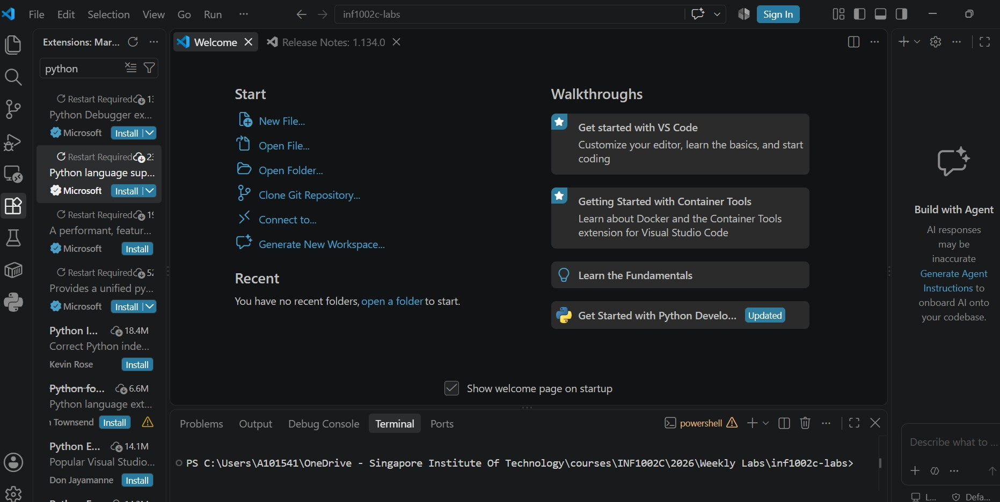 File Edit Selection View Go Run
inf1002c-labs
Sign In
Extensions: Mar...
python
Restart Required
Python Debugger ex...
Microsoft Install
Restart Required
Python language sup...
Microsoft Install
Restart Required
A performant, featur...
Microsoft Install
Restart Required
Provides a unified py...
Microsoft Install
Python I... 18.4M
Correct Python inde...
Kevin Rose Install
Python fo... 6.6M
Python language ext...
Townsend Install
Python E... 14.1M
Popular Visual Studio...
Don Jayamanne Install
Welcome Release Notes: 1.134.0
Start
New File...
Open File...
Open Folder...
Clone Git Repository...
Connect to...
Generate New Workspace...
Recent
You have no recent folders, open a folder to start.
Walkthroughs
Get started with VS Code
Customize your editor, learn the basics, and start
coding
Getting Started with Container Tools
Learn about Docker and the Container Tools
extension for Visual Studio Code
Learn the Fundamentals
Get Started with Python Develo... Updated
Show welcome page on startup
Problems Output Debug Console Terminal Ports
powershell
PS C:\Users\A101541\OneDrive - Singapore Institute Of Technology\courses\INF1002C\2026\Weekly Labs\inf1002c-labs>
Build with Agent
AI responses
may be
inaccurate
Generate Agent
Instructions to
onboard AI onto
your codebase.
Describe what to ...
L... Defa...